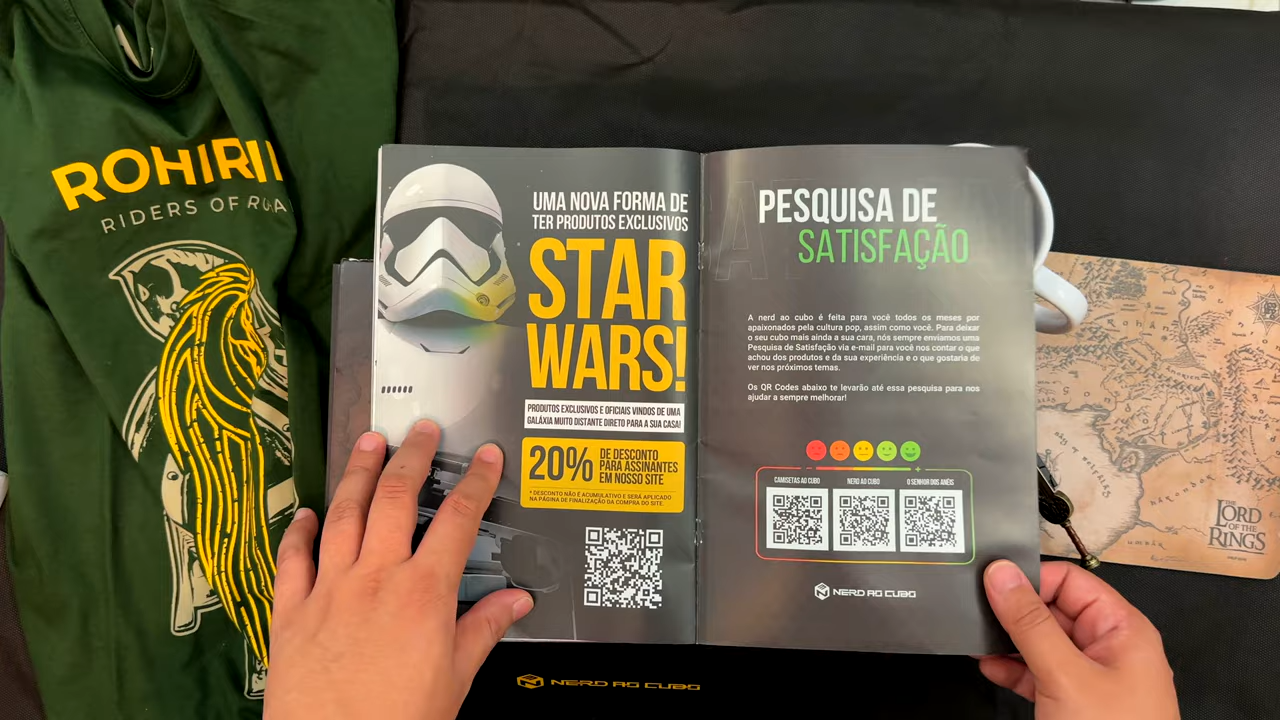 ROHIRRI
RIDERS OF ROHA
UMA NOVA FORMA DE
TER PRODUTOS EXCLUSIVOS
STAR
WARS!
PRODUTOS EXCLUSIVOS E OFICIAIS VINDOS DE UMA
GALÁXIA MUITO DISTANTE DIRETO PARA A SUA CASA!
20% DE DESCONTO
PARA ASSINANTES
EM NOSSO SITE
* DESCONTO NÃO É ACUMULATIVO E SERÁ APLICADO
NA PÁGINA DE FINALIZAÇÃO DA COMPRA DO SITE.
PESQUISA DE
SATISFAÇÃO
A nerd ao cubo é feita para você todos os meses por
apaixonados pela cultura pop, assim como você. Para deixar
o seu cubo mais ainda a sua cara, nós sempre enviamos uma
Pesquisa de Satisfação via e-mail para você nos contar o que
achou dos produtos e da sua experiência e o que gostaria de
ver nos próximos temas.
Os QR Codes abaixo te levarão até essa pesquisa para nos
ajudar a sempre melhorar!
CAMISETAS AO CUBO
NERD AO CUBO
O SENHOR DOS ANÉIS
NERD AO CUBO
NERD AO CUBO
THE
LORD
OF THE
RINGS